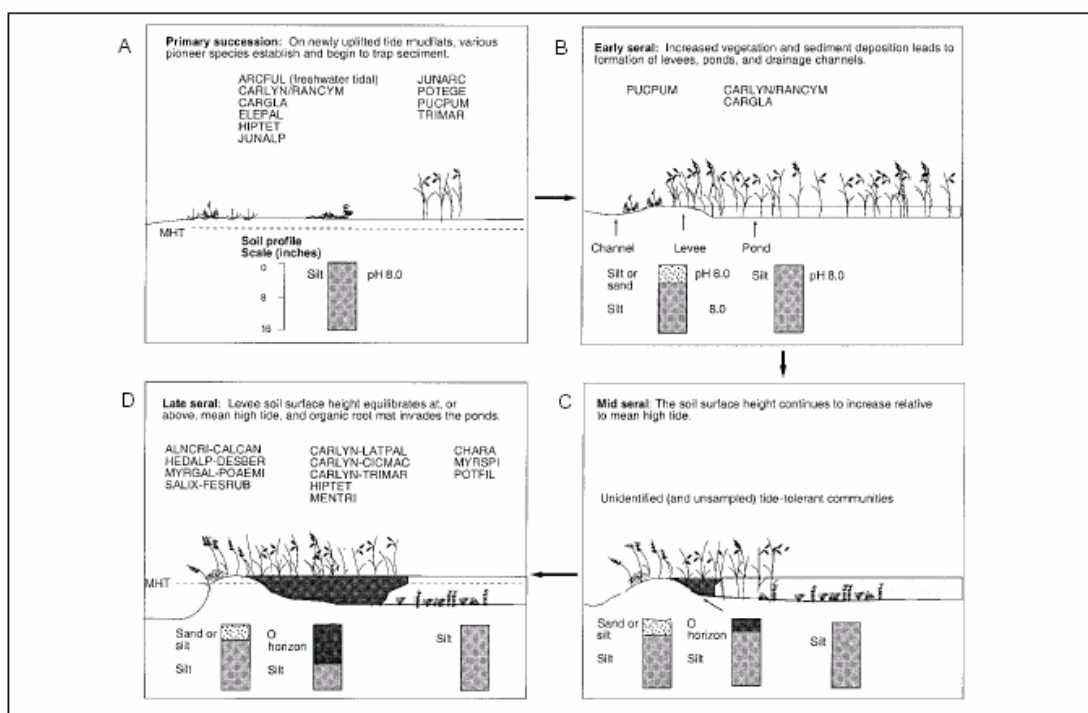 A
Primary succession: On newly uplifted tide mudflats, various
pioneer species establish and begin to trap seciment.
ARCFUL (freshwater tidal)
CARLYN/RANCYM
CARGLA
ELEPAL
HIPTET
JUNALP
JUNARC
POTEGE
PUCPUM
TRIMAR
MHT
Soil profile
Scale (inches)
0
8
16
Silt
pH 8.0
B
Early seral: Increased vegetation and sediment deposition leads to
formation of levees, ponds, and drainage channels.
PUCPUM
CARLYN/RANCYM
CARGLA
Channel
Levee
Pond
Silt or
sand
Silt
pH 8.0
8.0
Silt
pH 8.0
D
Late seral: Levee soil surface height equilibrates at, or
above, mean high tide, and organic root mat invades the ponds.
ALNCRI-CALCAN
HEDALP-DESBER
MYRGAL-POAEMI
SALIX-FESRUB
CARLYN-LATPAL
CARLYN-CICMAC
CARLYN-TRIMAR
HIPTET
MENTRI
CHARA
MYRSPI
POTFIL
MHT
Sand or
silt
Silt
O
horizon
Silt
Silt
C
Mid seral: The soil surface height continues to increase relative
to mean high tide.
Unidentified (and unsampled) tide-tolerant communities
Sand or
silt
Silt
O
horizon
Silt
Silt